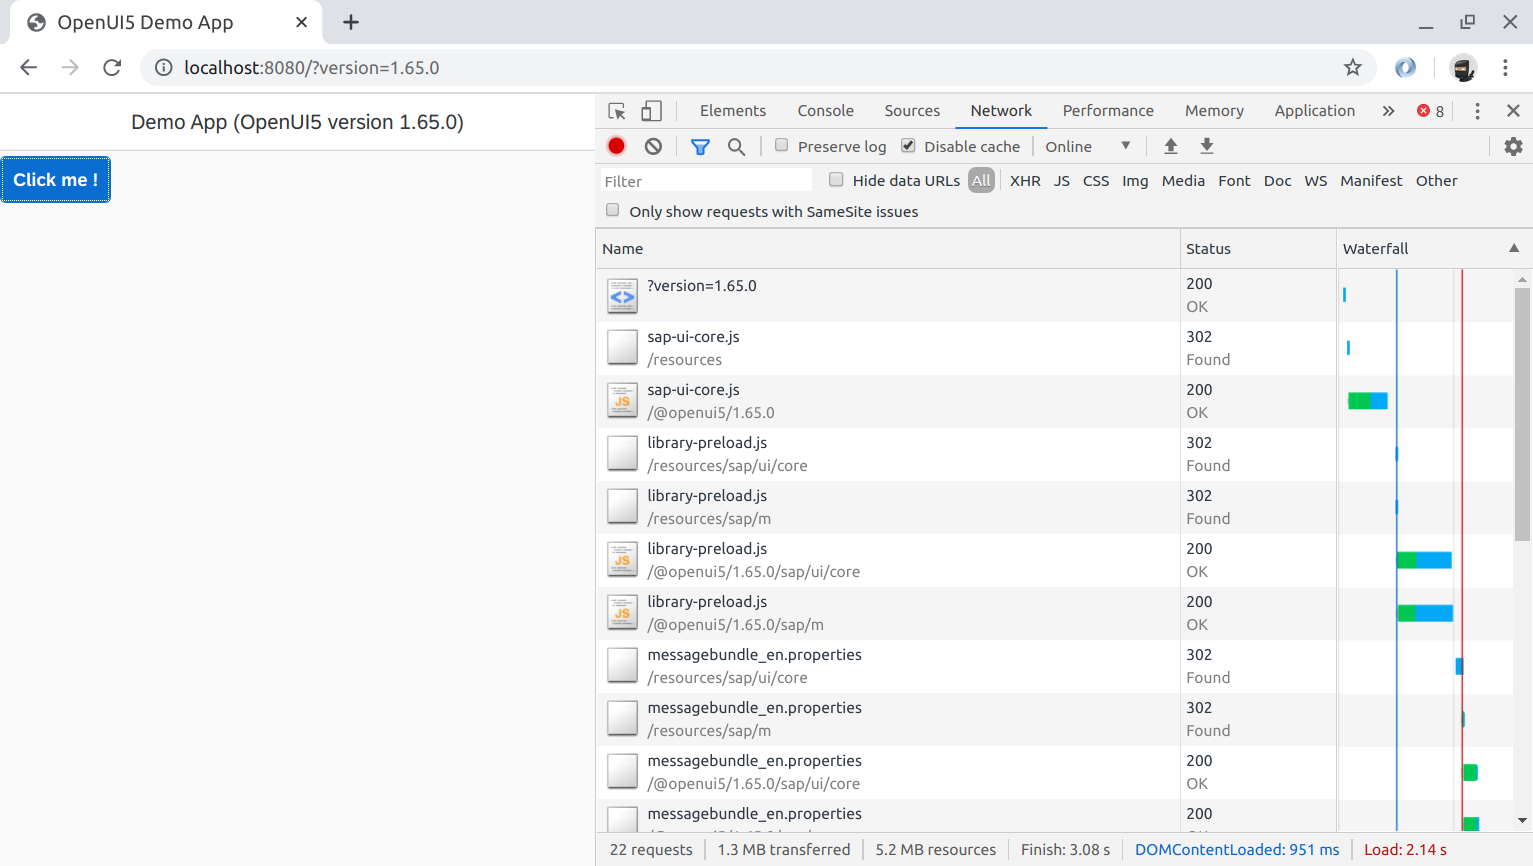 OpenUI5 Demo App
localhost:8080/?version=1.65.0
Demo App (OpenUI5 version 1.65.0)
Click me !
Elements Console Sources Network Performance Memory Application 8
Preserve log Disable cache Online
Filter Hide data URLs All XHR JS CSS Img Media Font Doc WS Manifest Other
Only show requests with SameSite issues
Name Status Waterfall
?version=1.65.0 200
OK
sap-ui-core.js 302
/resources Found
JS
sap-ui-core.js 200
/@openui5/1.65.0 OK
library-preload.js 302
/resources/sap/ui/core Found
library-preload.js 302
/resources/sap/m Found
JS
library-preload.js 200
/@openui5/1.65.0/sap/ui/core OK
JS
library-preload.js 200
/@openui5/1.65.0/sap/m OK
messagebundle_en.properties 302
/resources/sap/ui/core Found
messagebundle_en.properties 302
/resources/sap/m Found
messagebundle_en.properties 200
/@openui5/1.65.0/sap/ui/core OK
messagebundle_en.properties 200
22 requests 1.3 MB transferred 5.2 MB resources Finish: 3.08 s DOMContentLoaded: 951 ms Load: 2.14 s